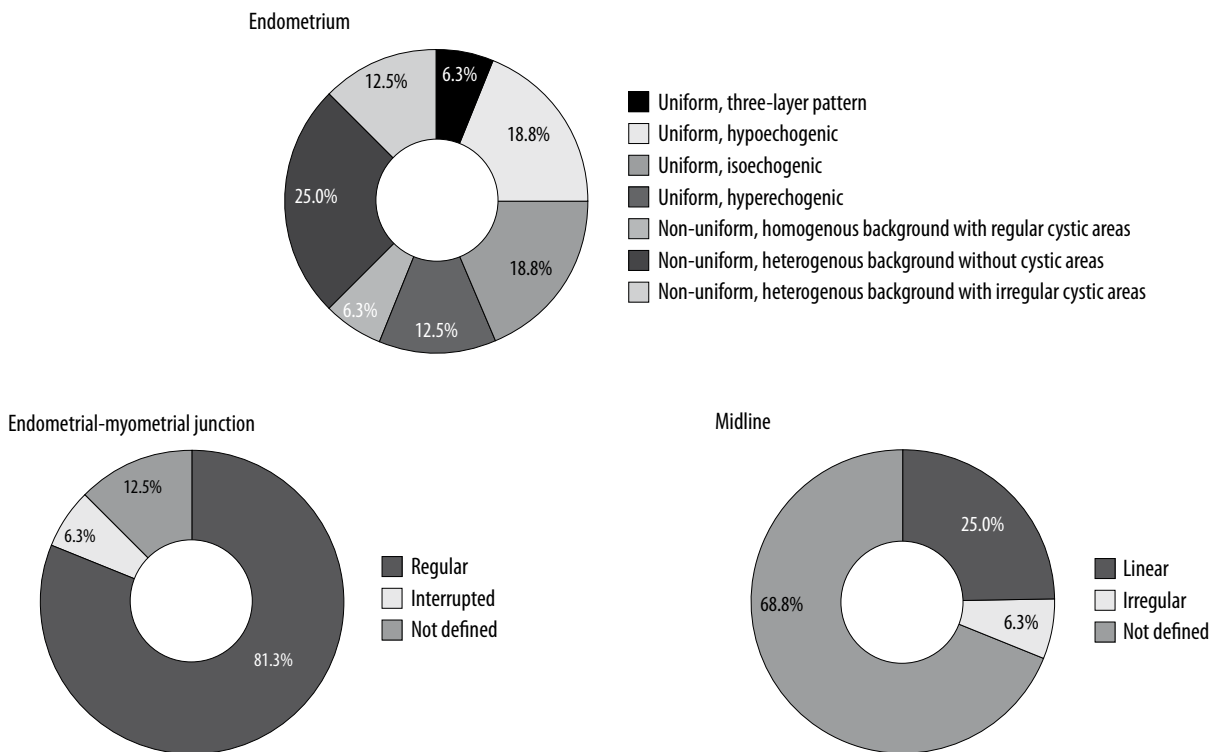 Endometrium
6.3%
18.8%
18.8%
12.5%
6.3%
25.0%
12.5%
Uniform, three-layer pattern
Uniform, hypoechogenic
Uniform, isoechogenic
Uniform, hyperechogenic
Non-uniform, homogenous background with regular cystic areas
Non-uniform, heterogenous background without cystic areas
Non-uniform, heterogenous background with irregular cystic areas
Endometrial-myometrial junction
12.5%
6.3%
81.3%
Regular
Interrupted
Not defined
Midline
25.0%
6.3%
68.8%
Linear
Irregular
Not defined